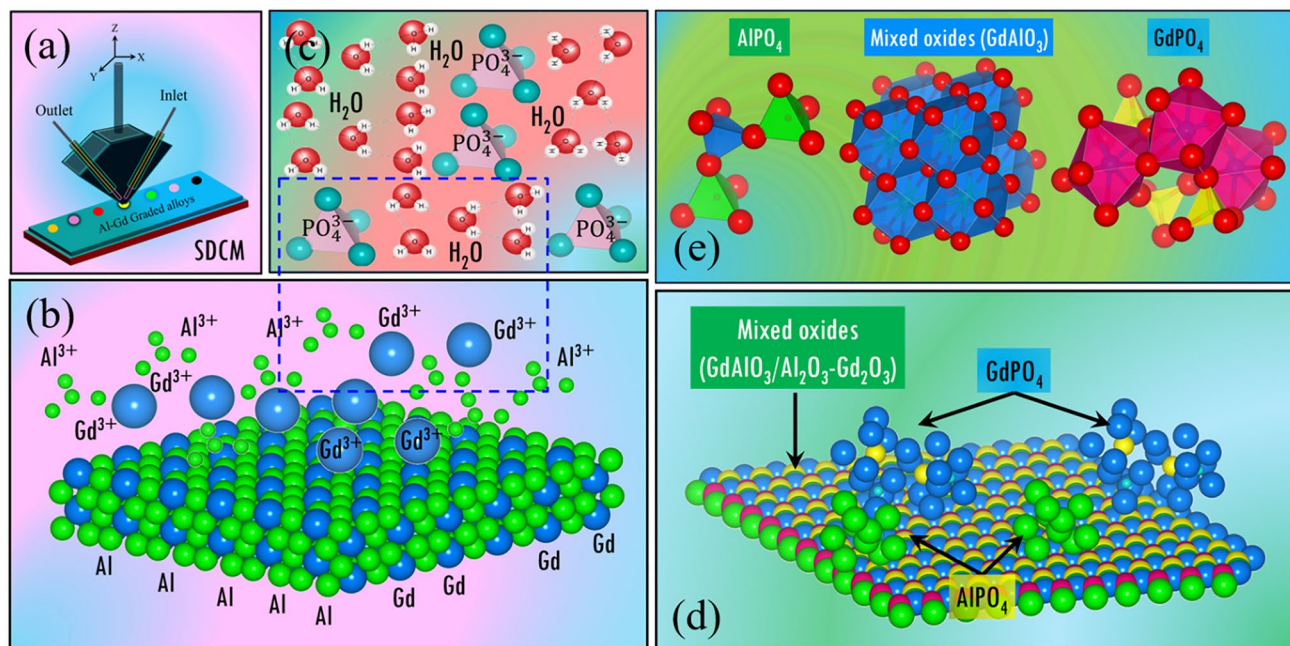 (a)
Z
X
Y
Outlet
Inlet
Al-Gd Graded alloys
SDCM
(c)
H₂O
PO₄³⁻
H₂O
H₂O
PO₄³⁻
PO₄³⁻
H₂O
PO₄³⁻
(e)
AlPO₄
Mixed oxides (GdAlO₃)
GdPO₄
(b)
Al³⁺
Al³⁺
Al³⁺
Gd³⁺
Gd³⁺
Al³⁺
Gd³⁺
Gd³⁺
Gd³⁺
Gd³⁺
Al
Al
Al
Al
Al
Gd
Gd
Gd
Gd
(d)
Mixed oxides
(GdAlO₃/Al₂O₃-Gd₂O₃)
GdPO₄
AlPO₄